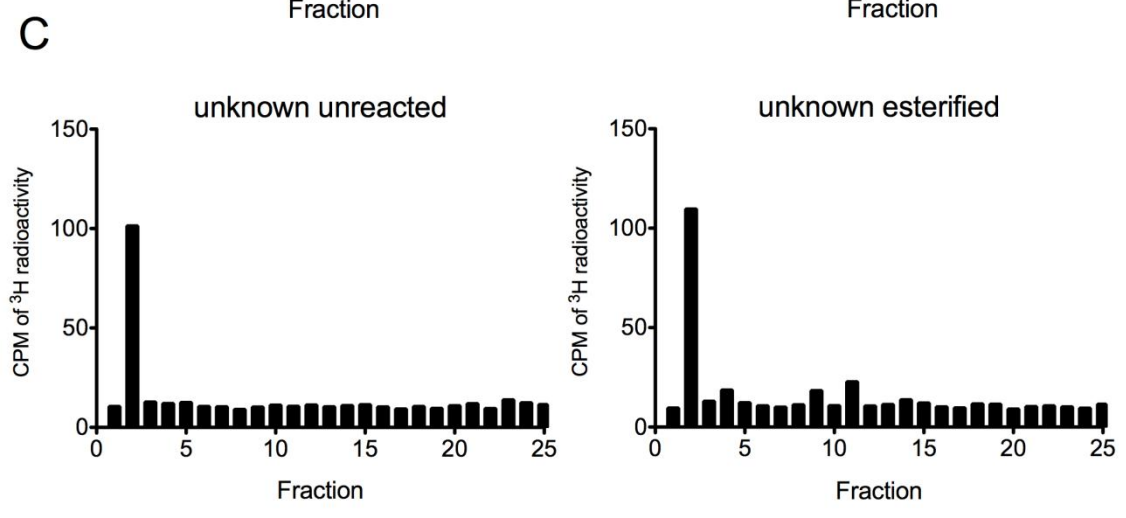 Fraction
Fraction
C
unknown unreacted
150
100
50
0
CPM of ³H radioactivity
0 5 10 15 20 25
Fraction
unknown esterified
150
100
50
0
CPM of ³H radioactivity
0 5 10 15 20 25
Fraction